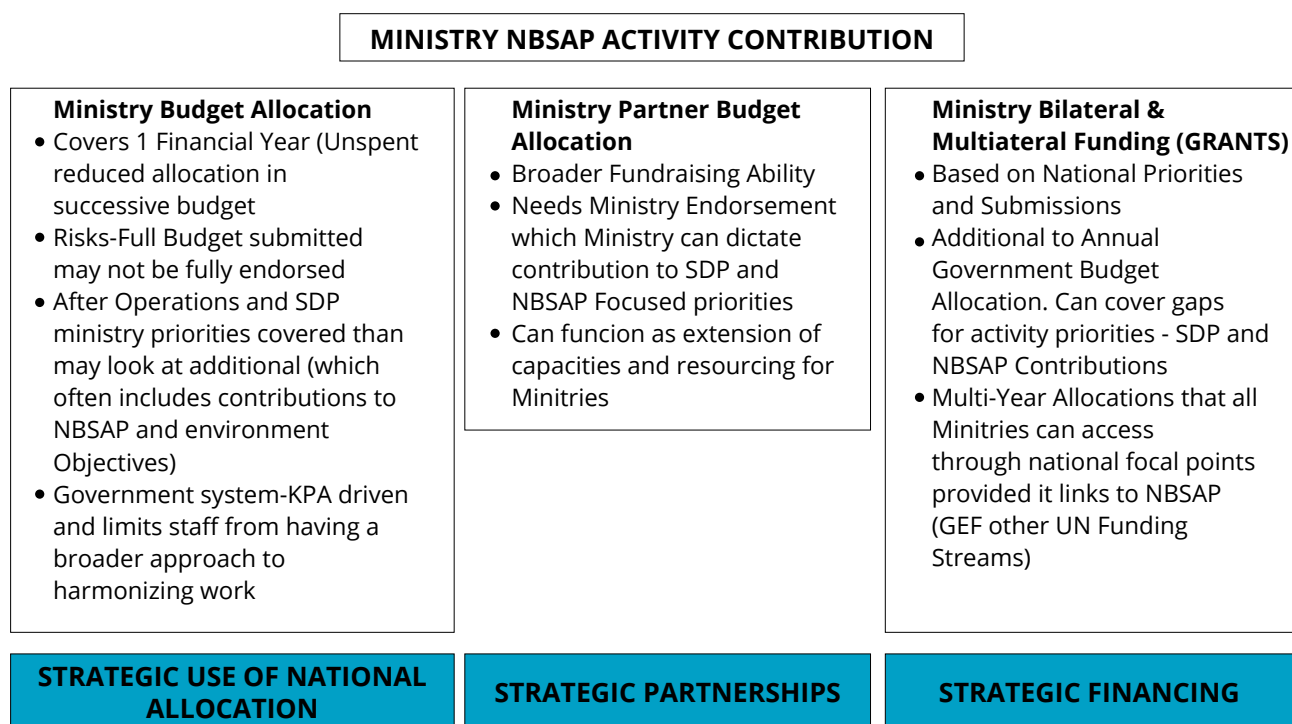 MINISTRY NBSAP ACTIVITY CONTRIBUTION
Ministry Budget Allocation
• Covers 1 Financial Year (Unspent
reduced allocation in
successive budget
• Risks-Full Budget submitted
may not be fully endorsed
• After Operations and SDP
ministry priorities covered than
may look at additional (which
often includes contributions to
NBSAP and environment
Objectives)
• Government system-KPA driven
and limits staff from having a
broader approach to
harmonizing work
STRATEGIC USE OF NATIONAL
ALLOCATION
Ministry Partner Budget
Allocation
• Broader Fundraising Ability
• Needs Ministry Endorsement
which Ministry can dictate
contribution to SDP and
NBSAP Focused priorities
• Can funcion as extension of
capacities and resourcing for
Minitries
STRATEGIC PARTNERSHIPS
Ministry Bilateral &
Multiateral Funding (GRANTS)
• Based on National Priorities
and Submissions
• Additional to Annual
Government Budget
Allocation. Can cover gaps
for activity priorities - SDP and
NBSAP Contributions
• Multi-Year Allocations that all
Minitries can access
through national focal points
provided it links to NBSAP
(GEF other UN Funding
Streams)
STRATEGIC FINANCING